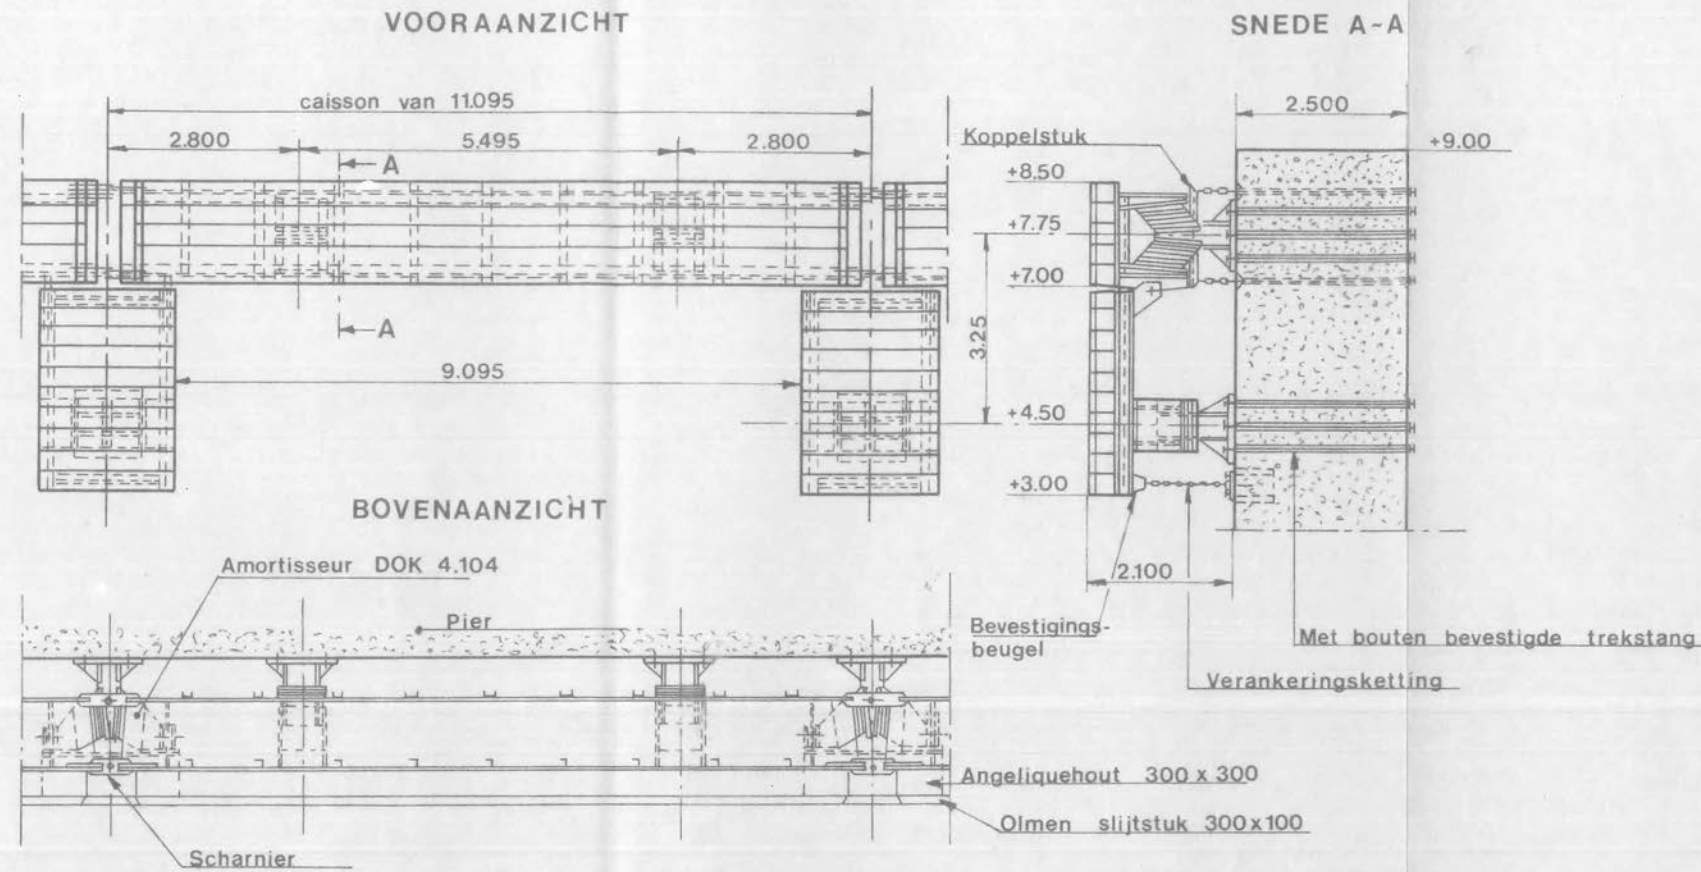 VOORAANZICHT
caisson van 11.095
2.800
5.495
2.800
A
A
9.095
SNEDE A-A
2.500
+9.00
Koppelstuk
+8.50
+7.75
+7.00
3.25
+4.50
+3.00
2.100
Bevestigings-
beugel
Met bouten bevestigde trekstang
Verankeringsketting
BOVENAANZICHT
Amortisseur DOK 4.104
Pier
Angeliquehout 300 x 300
Olmen slijtstuk 300x100
Scharnier